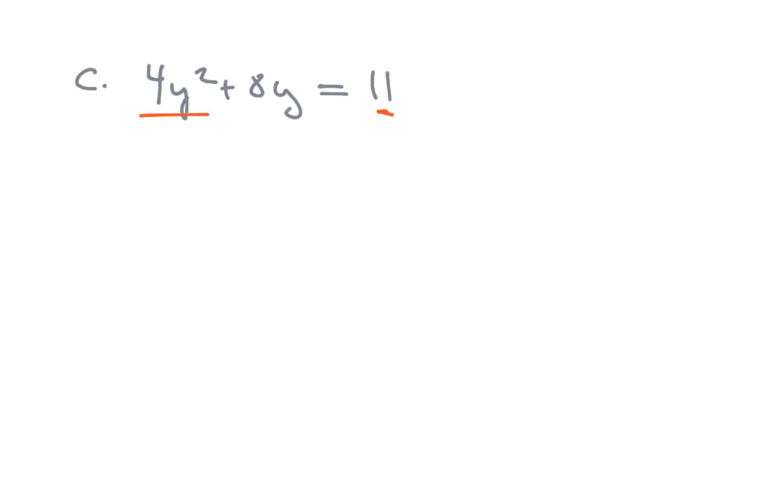 C. 4y² + 8y = 11